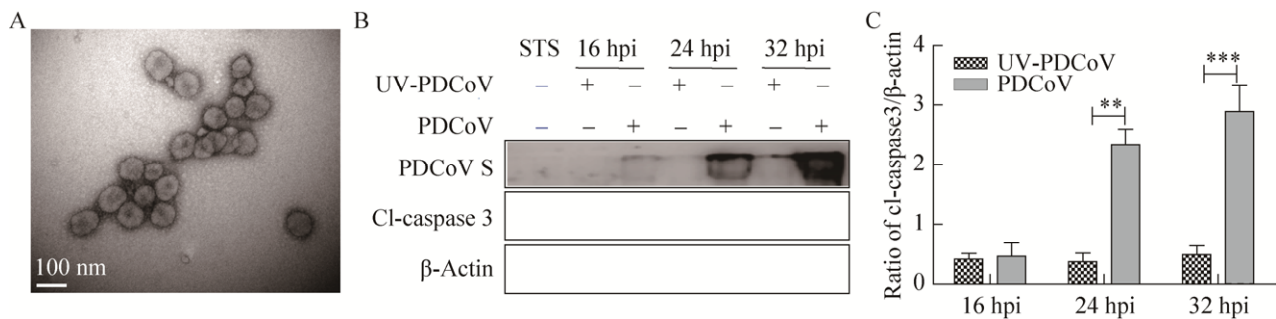 A
100 nm
B
STS 16 hpi 24 hpi 32 hpi
UV-PDCoV – + – + – + –
PDCoV – – + – + – +
PDCoV S
Cl-caspase 3
β-Actin
C
Ratio of cl-caspase3/β-actin
5
4
3
2
1
0
UV-PDCoV
PDCoV
**
***
16 hpi 24 hpi 32 hpi